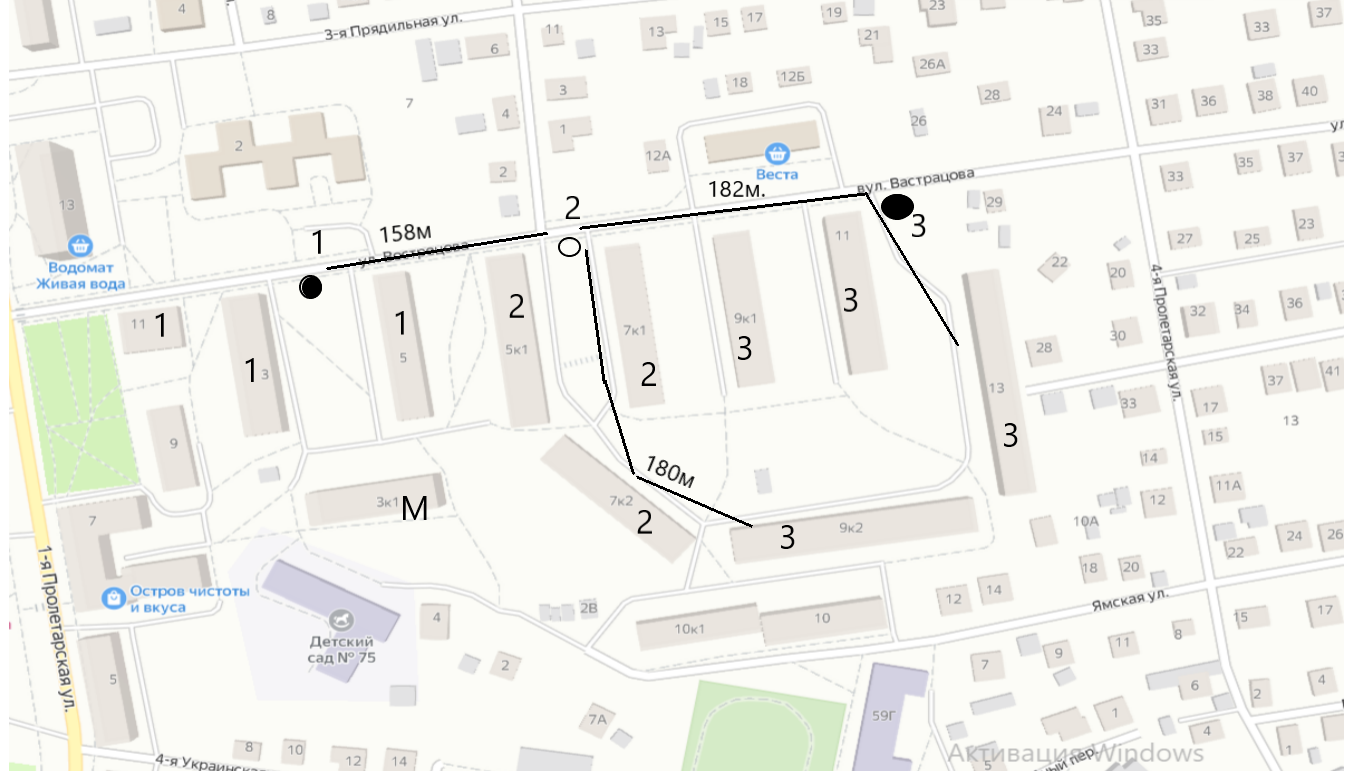 4
8
3-я Прядильная ул.
6
11
13
15
17
19
23
21
26А
35
33
33
37
7
4
3
18
12Б
28
26
24
31
36
38
40
2
1
12А
2
Веста
ул
33
35
37
3
13
Водомат
Живая вода
1
158м
ул. Вострецова
2
182м.
вул. Вастрацова
3
29
27
25
22
20
4-я Пролетарская ул.
11
1
1
3
1
5
2
5к1
7к1
2
9к1
3
11
3
32
34
36
28
30
13
3
33
17
15
37
41
13
9
3к1
М
7к2
2
180м
3
9к2
14
12
11А
10А
22
24
26
7
1-я Пролетарская ул.
Остров чистоты
и вкуса
Детский
сад № 75
4
2В
10к1
10
12
14
18
20
Ямская ул.
15
17
5
2
7А
59Г
7
9
11
8
6
1
4
2
4
1
8
10
12
14
4-я Украинская
5
ный пер.
Активация Windows